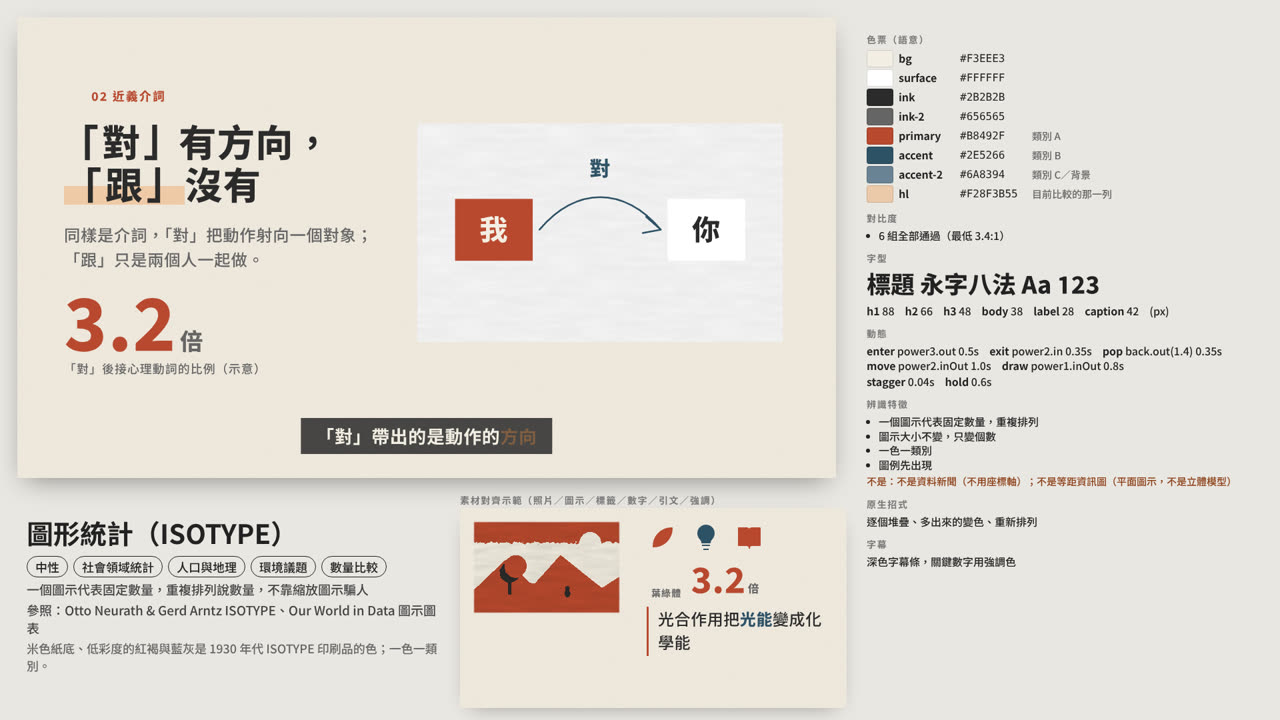 02 近義介詞
「對」有方向，
「跟」沒有
同樣是介詞，「對」把動作射向一個對象；
「跟」只是兩個人一起做。
3.2 倍
「對」後接心理動詞的比例（示意）
對
我
你
「對」帶出的是動作的方向
圖形統計（ISOTYPE）
中性 社會領域統計 人口與地理 環境議題 數量比較
一個圖示代表固定數量，重複排列說數量，不靠縮放圖示騙人
參照：Otto Neurath & Gerd Arntz ISOTYPE、Our World in Data 圖示圖
表
米色紙底、低彩度的紅褐與藍灰是 1930 年代 ISOTYPE 印刷品的色；一色一類
別。
素材對齊示範（照片／圖示／標籤／數字／引文／強調）
葉綠體 3.2 倍
光合作用把光能變成化
學能
色票（語意）
bg #F3EEE3
surface #FFFFFF
ink #2B2B2B
ink-2 #656565
primary #B8492F 類別 A
accent #2E5266 類別 B
accent-2 #6A8394 類別 C／背景
hl #F28F3B55 目前比較的那一列
對比度
• 6 組全部通過（最低 3.4:1）
字型
標題 永字八法 Aa 123
h1 88 h2 66 h3 48 body 38 label 28 caption 42 (px)
動態
enter power3.out 0.5s exit power2.in 0.35s pop back.out(1.4) 0.35s
move power2.inOut 1.0s draw power1.inOut 0.8s
stagger 0.04s hold 0.6s
辨識特徵
• 一個圖示代表固定數量，重複排列
• 圖示大小不變，只變個數
• 一色一類別
• 圖例先出現
不是：不是資料新聞（不用座標軸）；不是等距資訊圖（平面圖示，不是立體模型）
原生招式
逐個堆疊、多出來的變色、重新排列
字幕
深色字幕條，關鍵數字用強調色